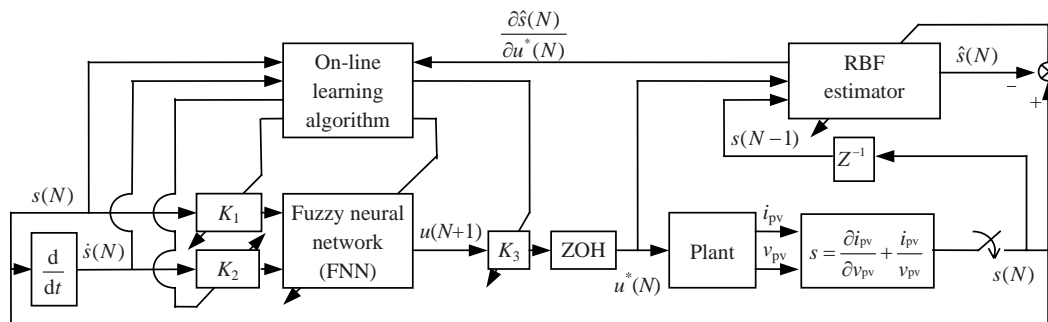 ∂ŝ(N)
∂u*(N)
On-line
learning
algorithm
RBF
estimator
ŝ(N)
−
+
s(N−1)
Z⁻¹
s(N)
K₁
Fuzzy neural
network
(FNN)
u(N+1)
K₃
ZOH
u*(N)
Plant
i_pv
v_pv
s = ∂i_pv/∂v_pv + i_pv/v_pv
s(N)
d
dt
ṡ(N)
K₂